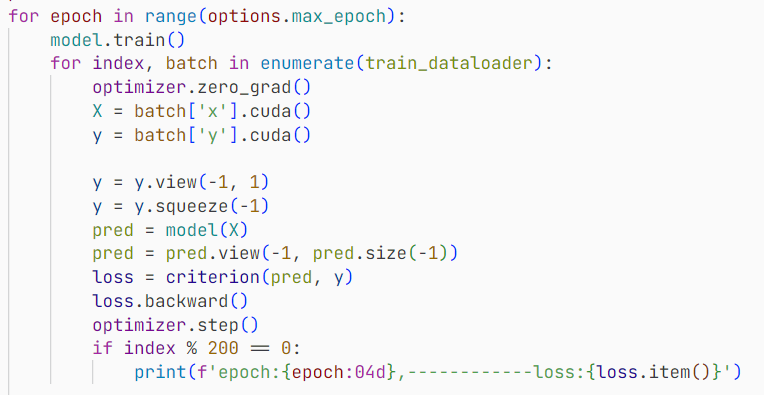 for epoch in range(options.max_epoch):
    model.train()
    for index, batch in enumerate(train_dataloader):
        optimizer.zero_grad()
        X = batch['x'].cuda()
        y = batch['y'].cuda()

        y = y.view(-1, 1)
        y = y.squeeze(-1)
        pred = model(X)
        pred = pred.view(-1, pred.size(-1))
        loss = criterion(pred, y)
        loss.backward()
        optimizer.step()
        if index % 200 == 0:
            print(f'epoch:{epoch:04d},------------loss:{loss.item()}')